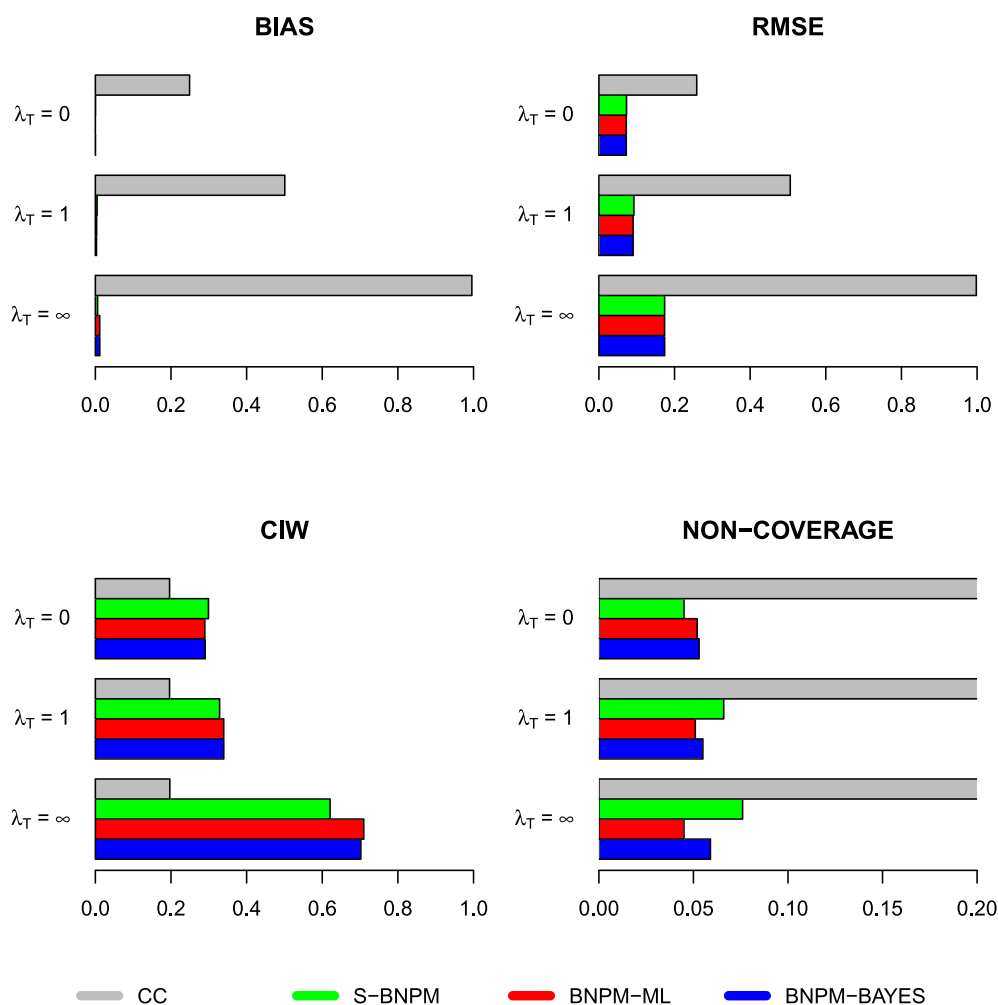 BIAS
λT = 0
λT = 1
λT = ∞
0.0 0.2 0.4 0.6 0.8 1.0
RMSE
λT = 0
λT = 1
λT = ∞
0.0 0.2 0.4 0.6 0.8 1.0
CIW
λT = 0
λT = 1
λT = ∞
0.0 0.2 0.4 0.6 0.8 1.0
NON−COVERAGE
λT = 0
λT = 1
λT = ∞
0.00 0.05 0.10 0.15 0.20
CC S−BNPM BNPM−ML BNPM−BAYES